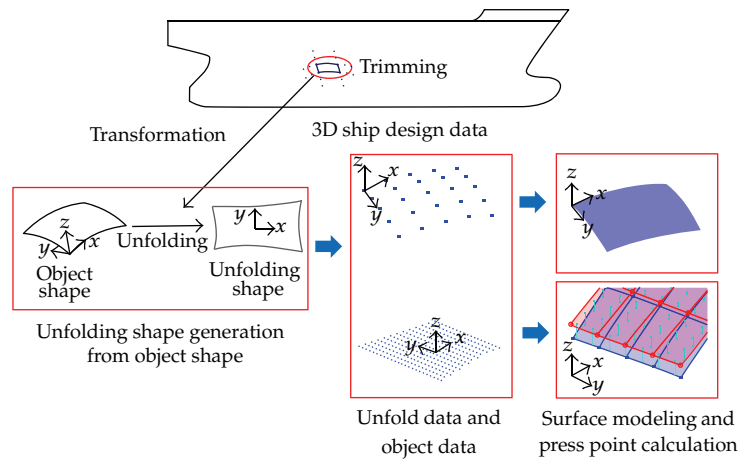 Trimming
3D ship design data
Transformation
z
y
x
Object
shape
Unfolding
y
x
Unfolding
shape
Unfolding shape generation
from object shape
z
x
y
z
y
x
Unfold data and
object data
z
x
y
z
x
y
Surface modeling and
press point calculation